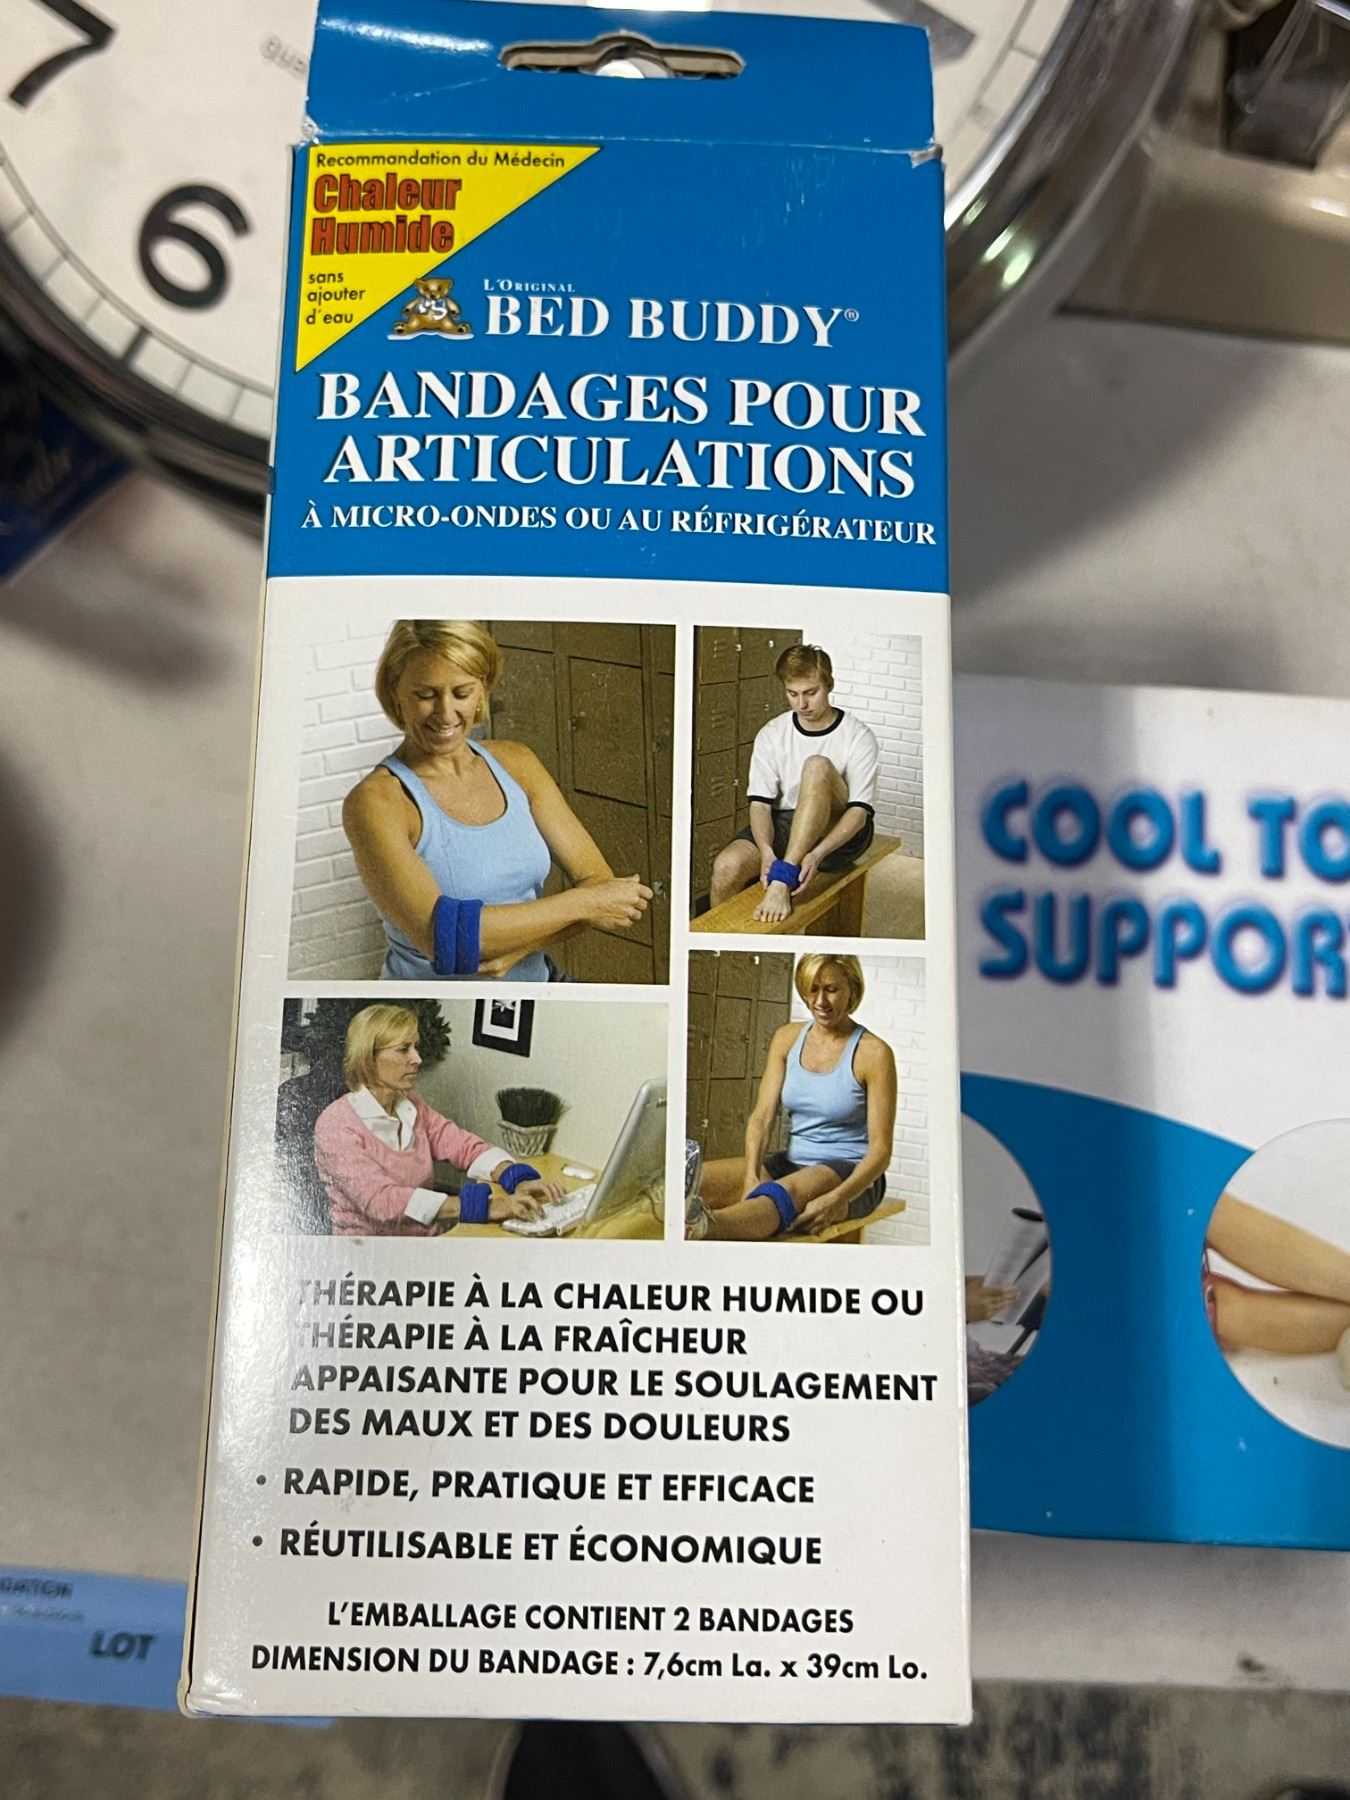 7
6
Recommandation du Médecin
Chaleur
Humide
sans
ajouter
d'eau
L'ORIGINAL
BED BUDDY®
BANDAGES POUR
ARTICULATIONS
À MICRO-ONDES OU AU RÉFRIGÉRATEUR
THÉRAPIE À LA CHALEUR HUMIDE OU
THÉRAPIE À LA FRAÎCHEUR
APPAISANTE POUR LE SOULAGEMENT
DES MAUX ET DES DOULEURS
• RAPIDE, PRATIQUE ET EFFICACE
• RÉUTILISABLE ET ÉCONOMIQUE
L'EMBALLAGE CONTIENT 2 BANDAGES
DIMENSION DU BANDAGE : 7,6cm La. x 39cm Lo.
COOL TO
SUPPOR
LOT